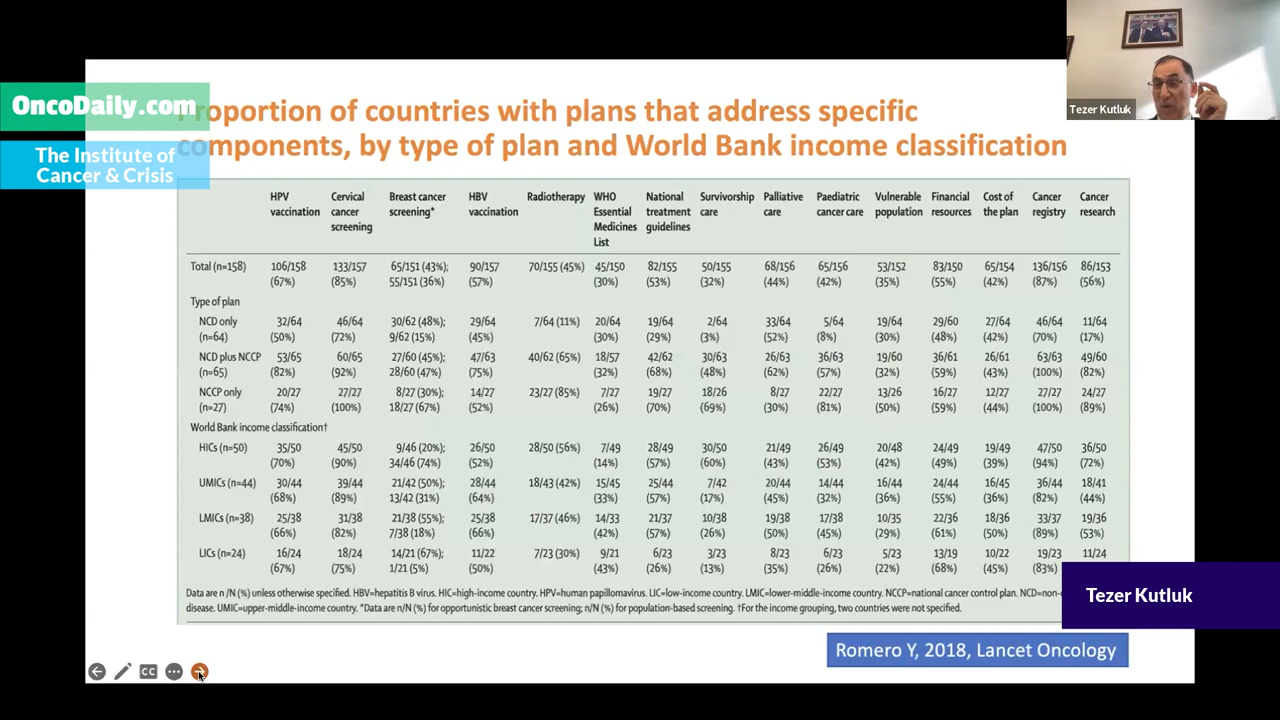 OncoDaily.com
The Institute of
Cancer & Crisis
Tezer Kutluk
roportion of countries with plans that address specific
omponents, by type of plan and World Bank income classification
HPV vaccination Cervical cancer screening Breast cancer screening* HBV vaccination Radiotherapy WHO Essential Medicines List National treatment guidelines Survivorship care Palliative care Paediatric cancer care Vulnerable population Financial resources Cost of the plan Cancer registry Cancer research
Total (n=158) 106/158 133/157 65/151 (43%); 90/157 70/155 (45%) 45/150 82/155 50/155 68/156 65/156 53/152 83/150 65/154 136/156 86/153
(67%) (85%) 55/151 (36%) (57%) (30%) (53%) (32%) (44%) (42%) (35%) (55%) (42%) (87%) (56%)
Type of plan
NCD only 32/64 46/64 30/62 (48%); 29/64 7/64 (11%) 20/64 19/64 2/64 33/64 5/64 19/64 29/60 27/64 46/64 11/64
(n=64) (50%) (72%) 9/62 (15%) (45%) (30%) (29%) (3%) (52%) (8%) (30%) (48%) (42%) (70%) (17%)
NCD plus NCCP 53/65 60/65 27/60 (45%); 47/63 40/62 (65%) 18/57 42/62 30/63 26/63 36/63 19/60 36/61 26/61 63/63 49/60
(n=65) (82%) (92%) 28/60 (47%) (75%) (32%) (68%) (48%) (62%) (57%) (32%) (59%) (43%) (100%) (82%)
NCCP only 20/27 27/27 8/27 (30%); 14/27 23/27 (85%) 7/27 19/27 18/26 8/27 22/27 13/26 16/27 12/27 27/27 24/27
(n=27) (74%) (100%) 18/27 (67%) (52%) (26%) (70%) (69%) (30%) (81%) (50%) (59%) (44%) (100%) (89%)
World Bank income classification†
HICs (n=50) 35/50 45/50 9/46 (20%); 26/50 28/50 (56%) 7/49 28/49 30/50 21/49 26/49 20/48 24/49 19/49 47/50 36/50
(70%) (90%) 34/46 (74%) (52%) (14%) (57%) (60%) (43%) (53%) (42%) (49%) (39%) (94%) (72%)
UMICs (n=44) 30/44 39/44 21/42 (50%); 28/44 18/43 (42%) 15/45 25/44 7/42 20/44 14/44 16/44 24/44 16/45 36/44 18/41
(68%) (89%) 13/42 (31%) (64%) (33%) (57%) (17%) (45%) (32%) (36%) (55%) (36%) (82%) (44%)
LMICs (n=38) 25/38 31/38 21/38 (55%); 25/38 17/37 (46%) 14/33 21/37 10/38 19/38 17/38 10/35 22/36 18/36 33/37 19/36
(66%) (82%) 7/38 (18%) (66%) (42%) (57%) (26%) (50%) (45%) (29%) (61%) (50%) (89%) (53%)
LICs (n=24) 16/24 18/24 14/21 (67%); 11/22 7/23 (30%) 9/21 6/23 3/23 8/23 6/23 5/23 13/19 10/22 19/23 11/24
(67%) (75%) 1/21 (5%) (50%) (43%) (26%) (13%) (35%) (26%) (22%) (68%) (45%) (83%)
Data are n /N (%) unless otherwise specified. HBV=hepatitis B virus. HIC=high-income country. HPV=human papillomavirus. LIC=low-income country. LMIC=lower-middle-income country. NCCP=national cancer control plan. NCD=non-
disease. UMIC=upper-middle-income country. *Data are n/N (%) for opportunistic breast cancer screening; n/N (%) for population-based screening. †For the income grouping, two countries were not specified.
Tezer Kutluk
Romero Y, 2018, Lancet Oncology
CC